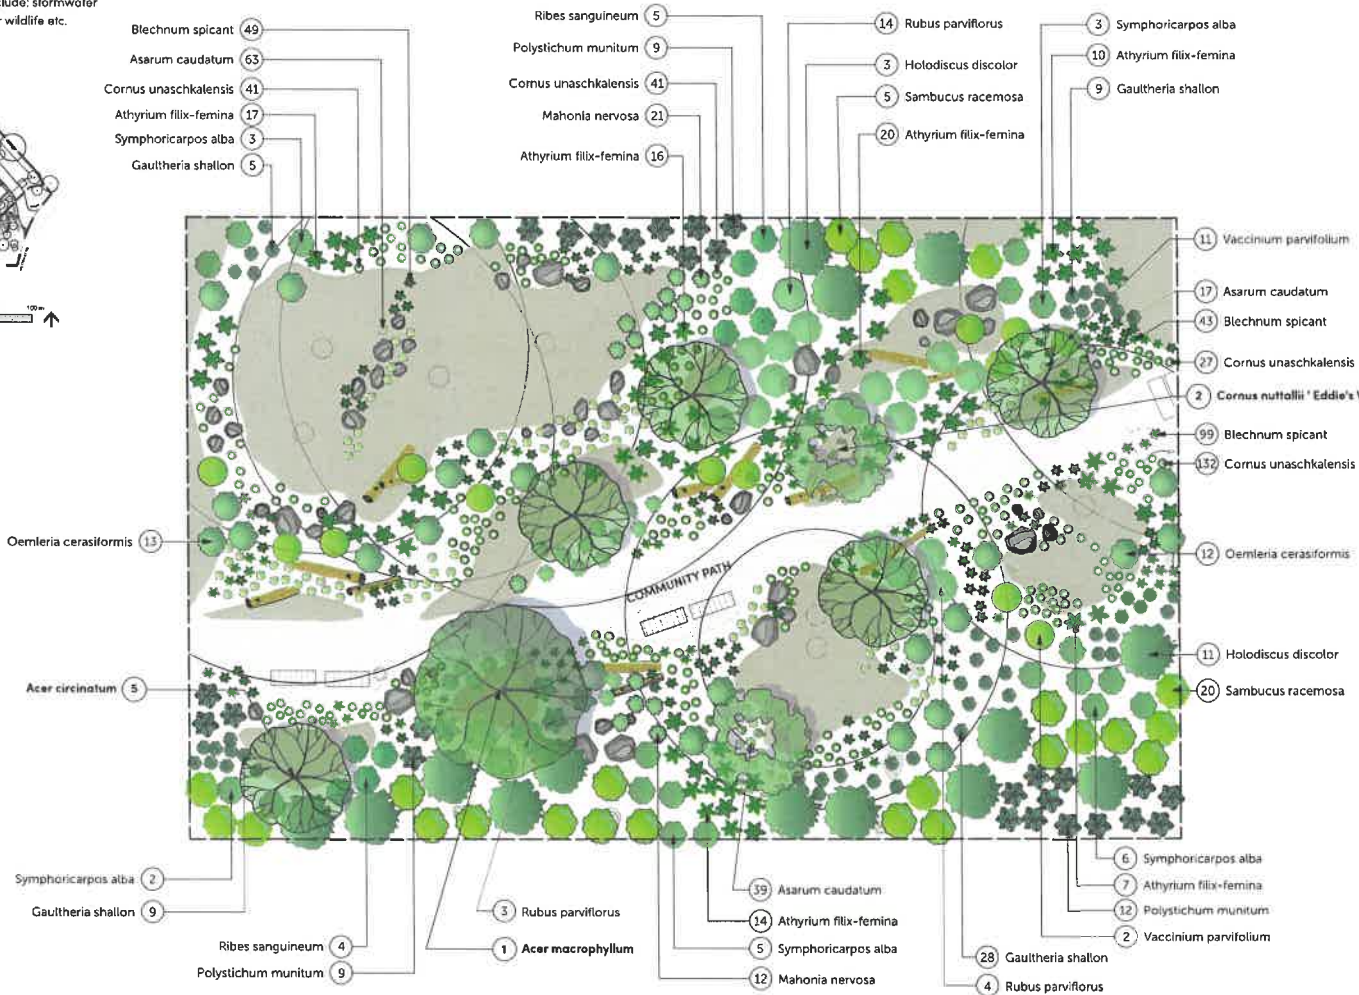 clude: stormwater
r wildlife etc.
100 m
Blechnum spicant 49
Asarum caudatum 63
Cornus unaschkalensis 41
Athyrium filix-femina 17
Symphoricarpos alba 3
Gaultheria shallon 5
Ribes sanguineum 5
Polystichum munitum 9
Cornus unaschkalensis 41
Mahonia nervosa 21
Athyrium filix-femina 16
14 Rubus parviflorus
3 Holodiscus discolor
5 Sambucus racemosa
20 Athyrium filix-femina
3 Symphoricarpos alba
10 Athyrium filix-femina
9 Gaultheria shallon
11 Vaccinium parvifolium
17 Asarum caudatum
43 Blechnum spicant
27 Cornus unaschkalensis
2 Cornus nuttallii ' Eddie's
99 Blechnum spicant
132 Cornus unaschkalensis
Oemleria cerasiformis 13
12 Oemleria cerasiformis
COMMUNITY PATH
11 Holodiscus discolor
Acer circinatum 5
20 Sambucus racemosa
Symphoricarpos alba 2
Gaultheria shallon 9
Ribes sanguineum 4
Polystichum munitum 9
3 Rubus parviflorus
1 Acer macrophyllum
39 Asarum caudatum
14 Athyrium filix-femina
5 Symphoricarpos alba
12 Mahonia nervosa
6 Symphoricarpos alba
7 Athyrium filix-femina
12 Polystichum munitum
2 Vaccinium parvifolium
28 Gaultheria shallon
4 Rubus parviflorus